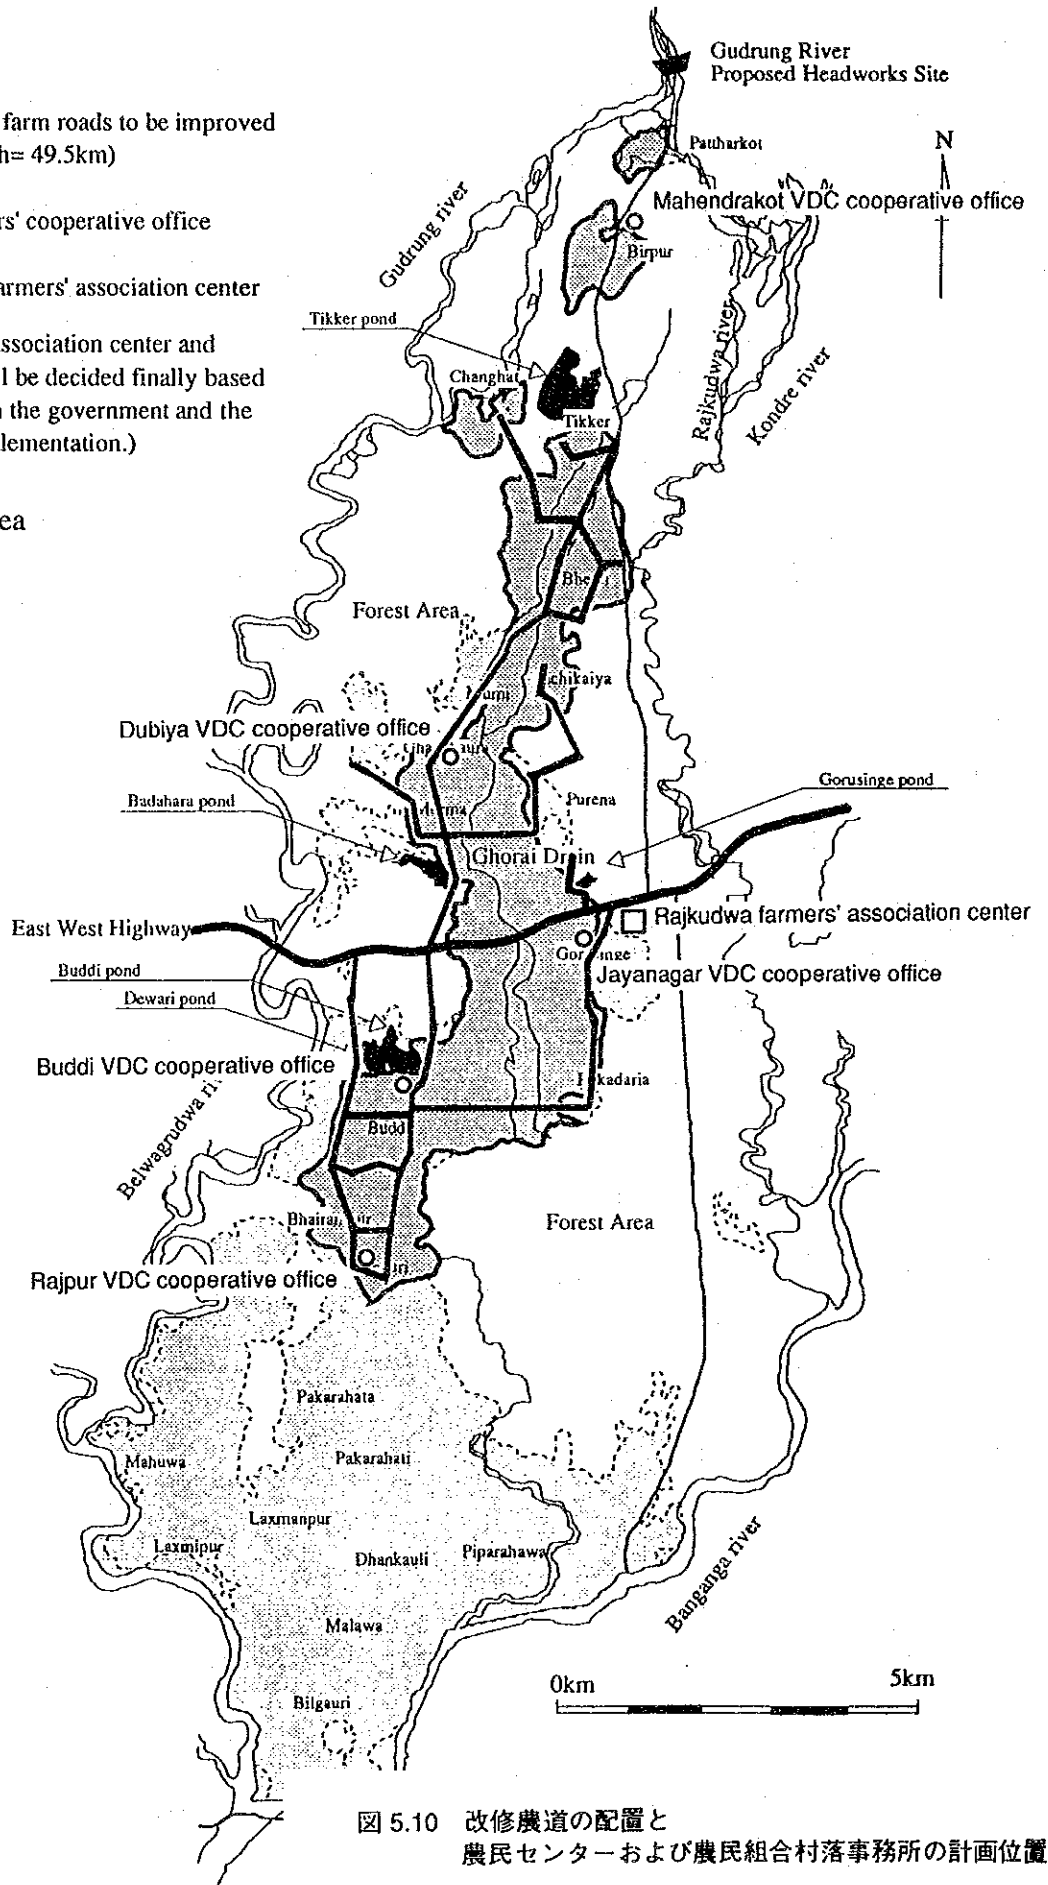 Gudrung River
Proposed Headworks Site
farm roads to be improved
h= 49.5km)
N
Pautharkot
Mahendrakot VDC cooperative office
rs' cooperative office
Gudrung river
Birpur
armers' association center
Tikker pond
Rajkudwa river
Kondre river
ssociation center and
l be decided finally based
n the government and the
lementation.)
Changhat
Tikker
ea
Forest Area
chikaiya
Dubiya VDC cooperative office
Gorusinge pond
Badahara pond
Purena
Ghorai Drain
East West Highway
Rajkudwa farmers' association center
Buddi pond
Jayanagar VDC cooperative office
Dewari pond
Buddi VDC cooperative office
kadaria
Belwagrudwa ri
Budd
Bhaira
Forest Area
Rajpur VDC cooperative office
Pakarahata
Mahuwa
Pakarahati
Laxmanpur
Laxmipur
Dhankauli
Piparahawa
Banganga river
Malawa
0km
5km
Bilgauri
図 5.10 改修農道の配置と
農民センターおよび農民組合村落事務所の計画位置